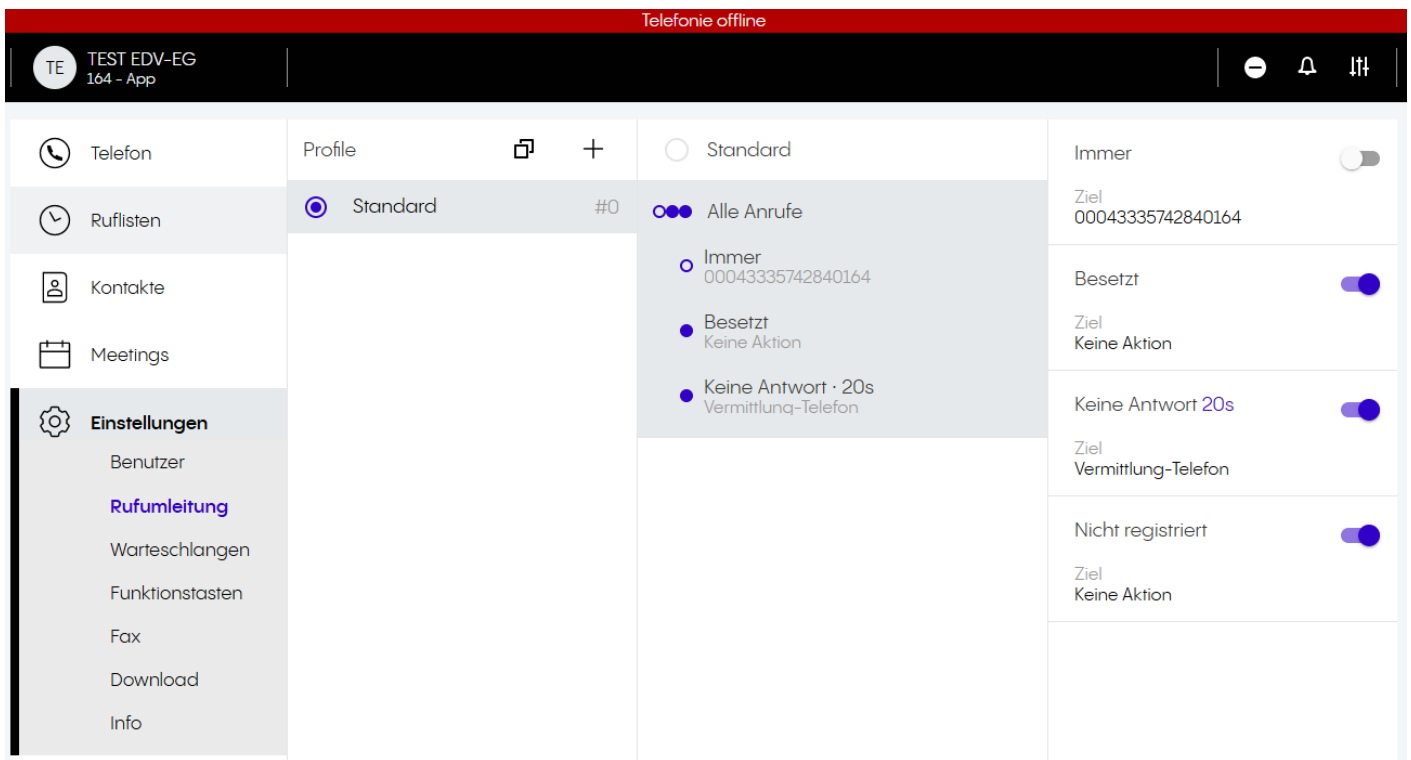 Telefonie offline
TE
TEST EDV-EG
164 - App
Telefon
Ruflisten
Kontakte
Meetings
Einstellungen
Benutzer
Rufumleitung
Warteschlangen
Funktionstasten
Fax
Download
Info
Profile
Standard #0
Standard
Alle Anrufe
Immer
00043335742840164
Besetzt
Keine Aktion
Keine Antwort · 20s
Vermittlung-Telefon
Immer
Ziel
00043335742840164
Besetzt
Ziel
Keine Aktion
Keine Antwort 20s
Ziel
Vermittlung-Telefon
Nicht registriert
Ziel
Keine Aktion